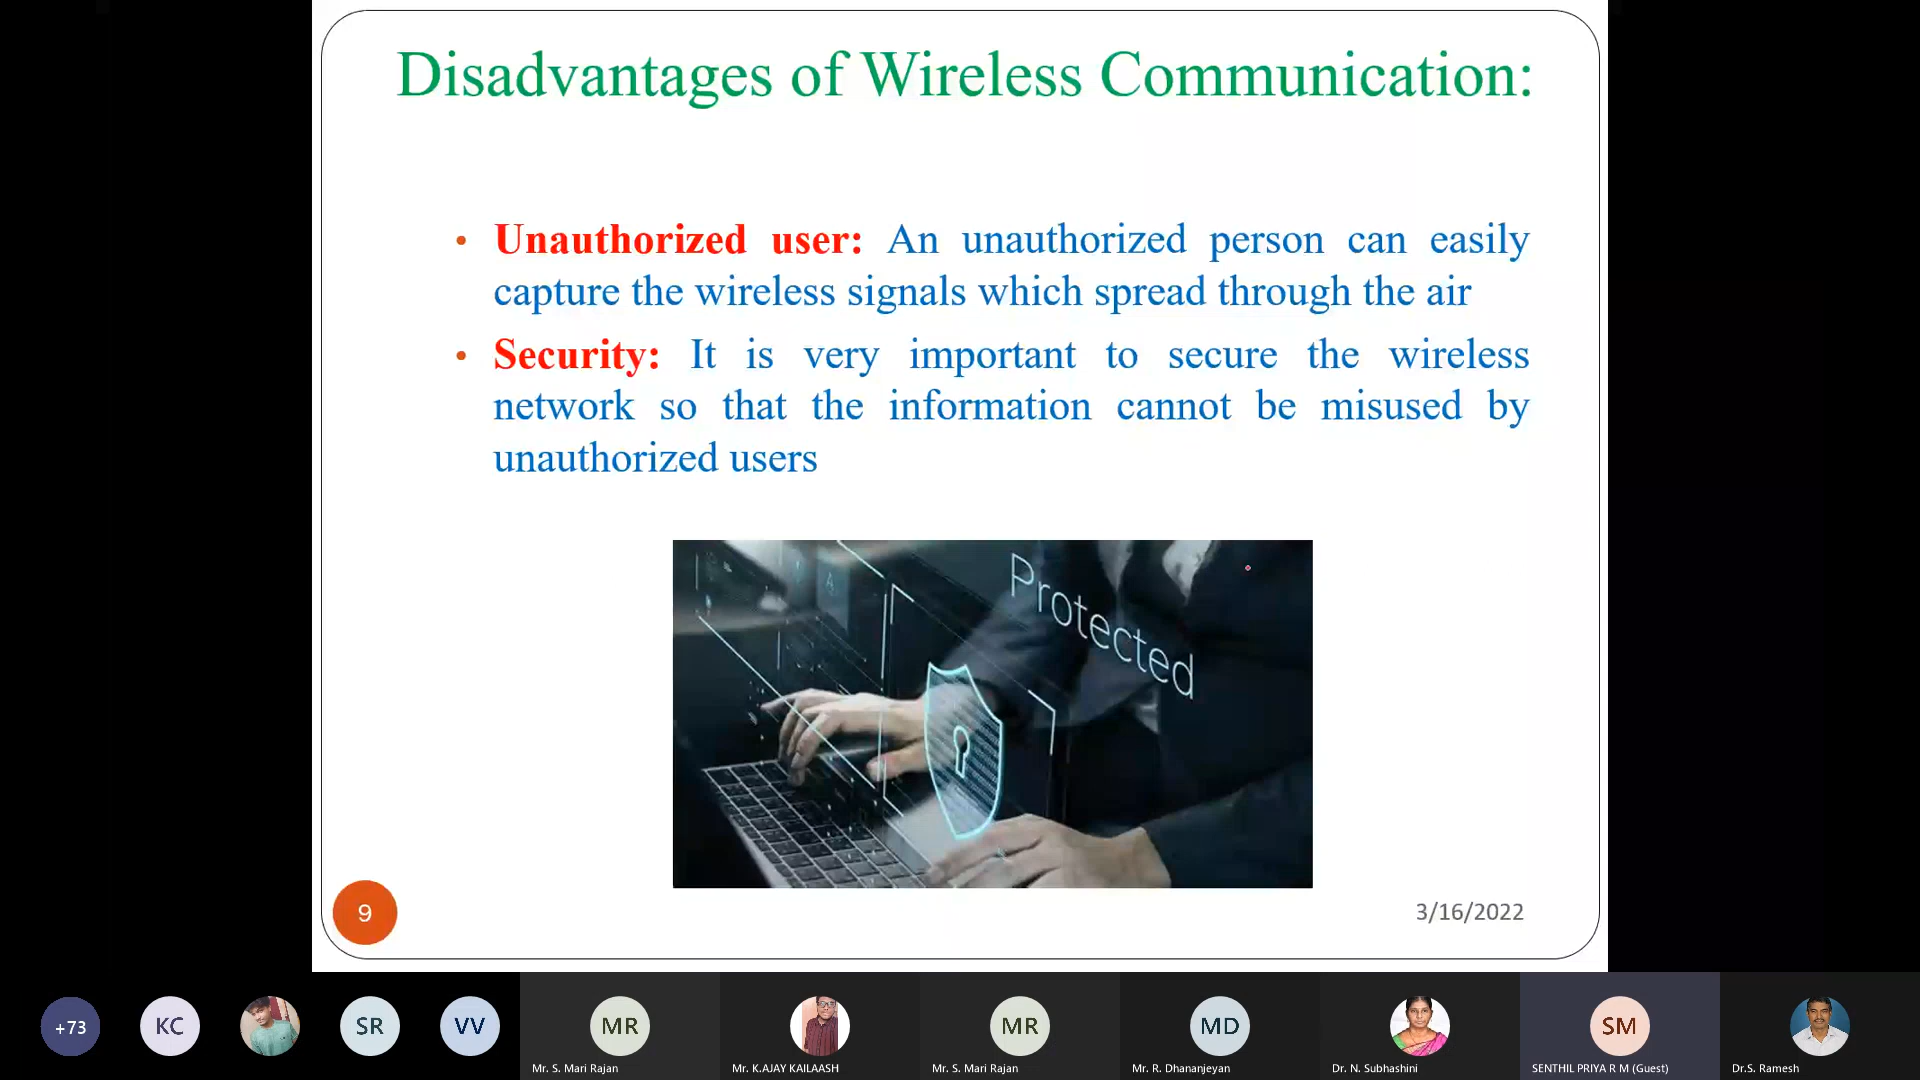 Disadvantages of Wireless Communication:
• Unauthorized user: An unauthorized person can easily
capture the wireless signals which spread through the air
• Security: It is very important to secure the wireless
network so that the information cannot be misused by
unauthorized users
Protected
9
3/16/2022
+73
KC
SR
VV
MR
MR
MD
SM
Mr. S. Mari Rajan
Mr. K.AJAY KAILAASH
Mr. S. Mari Rajan
Mr. R. Dhananjeyan
Dr. N. Subhashini
SENTHIL PRIYA R M (Guest)
Dr.S. Ramesh